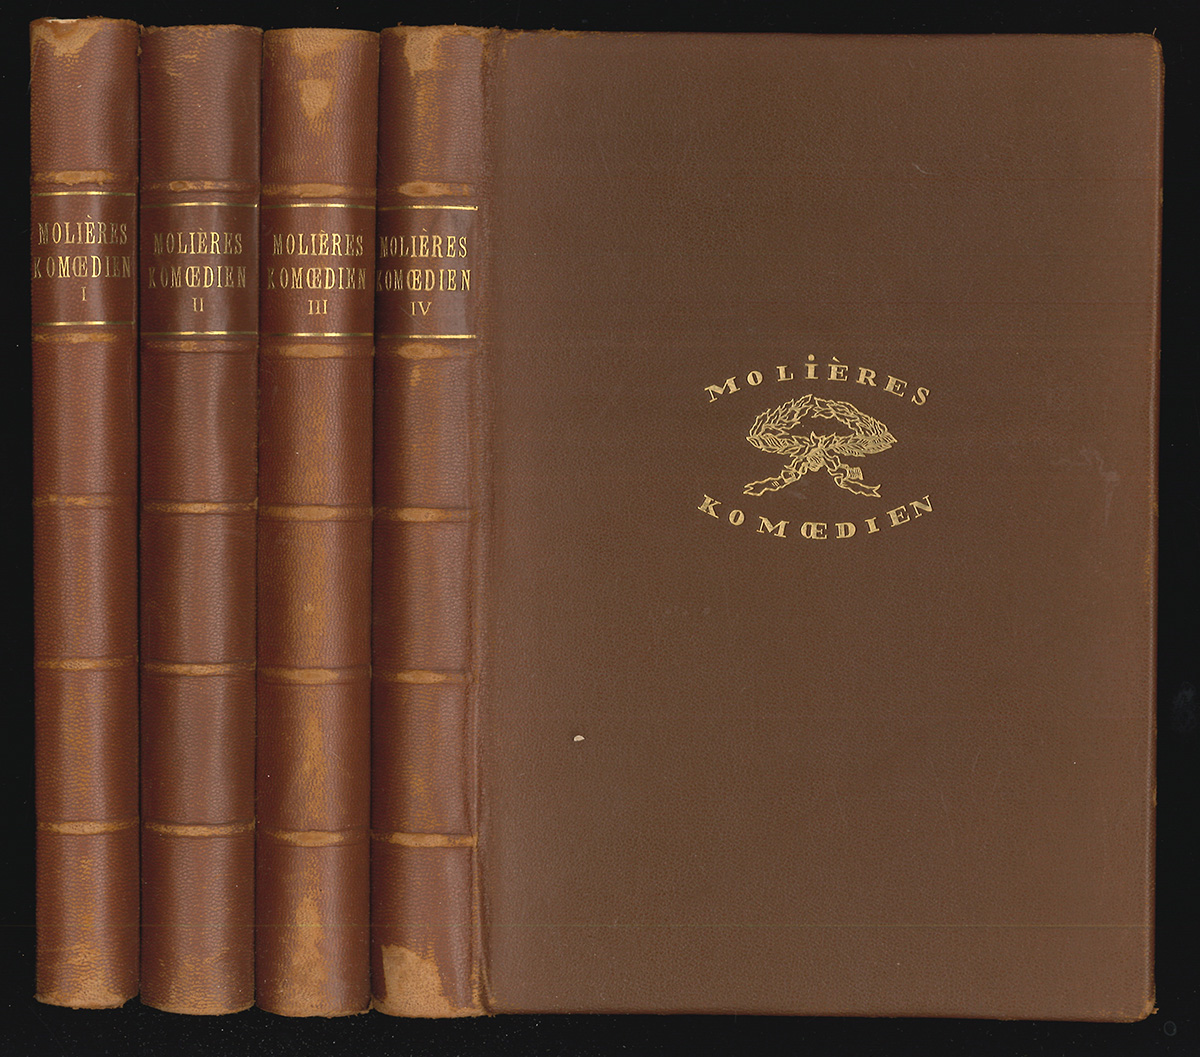 MOLIÈRES
KOMŒDIEN
I
MOLIÈRES
KOMŒDIEN
II
MOLIÈRES
KOMŒDIEN
III
MOLIÈRES
KOMŒDIEN
IV
MOLIÈRES
KOMŒDIEN